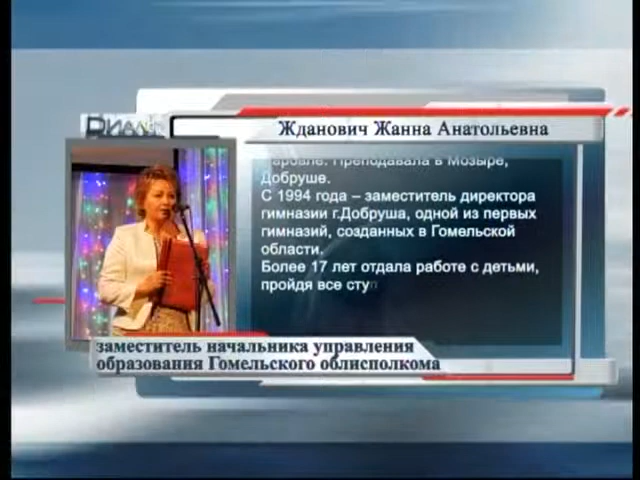 Диалог
Жданович Жанна Анатольевна
Преподавала в Мозыре,
Добруше.
С 1994 года – заместитель директора
гимназии г.Добруша, одной из первых
гимназий, созданных в Гомельской
области.
Более 17 лет отдала работе с детьми,
пройдя все сту
заместитель начальника управления
образования Гомельского облисполкома